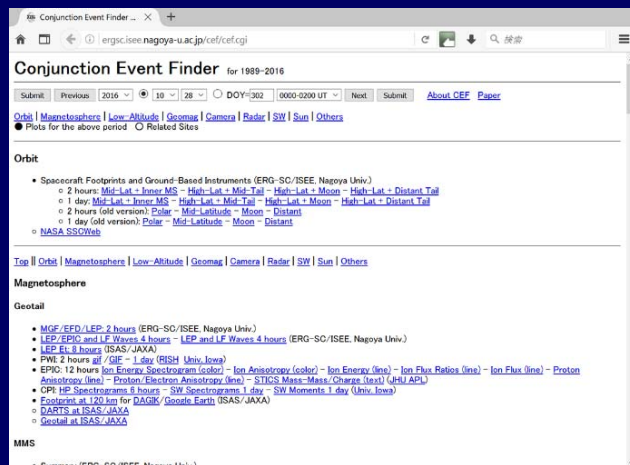 Conjunction Event Finder ...
ergsc.isee.nagoya-u.ac.jp/cef/cef.cgi
検索
Conjunction Event Finder for 1989-2016
Submit Previous 2016 10 28 DOY=302 0000-0200 UT Next Submit About CEF Paper
Orbit | Magnetosphere | Low-Altitude | Geomag | Camera | Radar | SW | Sun | Others
Plots for the above period Related Sites
Orbit
Spacecraft Footprints and Ground-Based Instruments (ERG-SC/ISEE, Nagoya Univ.)
2 hours: Mid-Lat + Inner MS - High-Lat + Mid-Tail - High-Lat + Moon - High-Lat + Distant Tail
1 day: Mid-Lat + Inner MS - High-Lat + Mid-Tail - High-Lat + Moon - High-Lat + Distant Tail
2 hours (old version): Polar - Mid-Latitude - Moon - Distant
1 day (old version): Polar - Mid-Latitude - Moon - Distant
NASA SSCWeb
Top || Orbit | Magnetosphere | Low-Altitude | Geomag | Camera | Radar | SW | Sun | Others
Magnetosphere
Geotail
MGF/EFD/LEP: 2 hours (ERG-SC/ISEE, Nagoya Univ.)
LEP/EPIC and LF Waves 4 hours - LEP and LF Waves 4 hours (ERG-SC/ISEE, Nagoya Univ.)
LEP Et: 8 hours (ISAS/JAXA)
PWI: 2 hours gif /GIF - 1 day (RISH Univ. Iowa)
EPIC: 12 hours Ion Energy Spectrogram (color) - Ion Anisotropy (color) - Ion Energy (line) - Ion Flux Ratios (line) - Ion Flux (line) - Proton
Anisotropy (line) - Proton/Electron Anisotropy (line) - STICS Mass-Mass/Charge (text) (JHU APL)
CPI: HP Spectrograms 6 hours - SW Spectrograms 1 day - SW Moments 1 day (Univ. Iowa)
Footprint at 120 km for DAGIK/Google Earth (ISAS/JAXA)
DARTS at ISAS/JAXA
Geotail at ISAS/JAXA
MMS